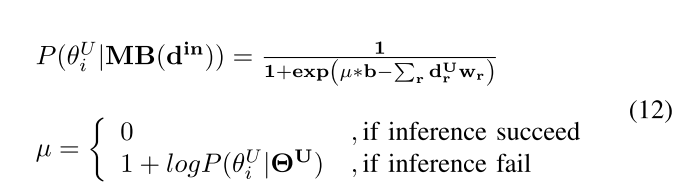 P(θ_i^U|MB(d^in)) = 1 / (1+exp(μ∗b−∑_r d_r^U w_r))
(12)
μ = { 0 , if inference succeed
1 + logP(θ_i^U|Θ^U) , if inference fail